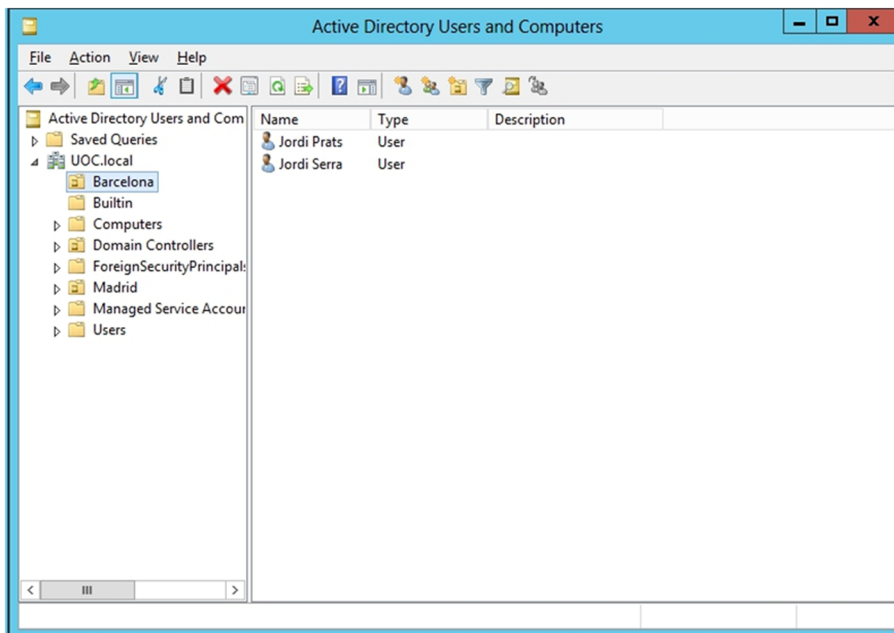 Active Directory Users and Computers
File Action View Help
Active Directory Users and Com
Saved Queries
UOC.local
Barcelona
Builtin
Computers
Domain Controllers
ForeignSecurityPrincipals
Madrid
Managed Service Accour
Users
Name Type Description
Jordi Prats User
Jordi Serra User